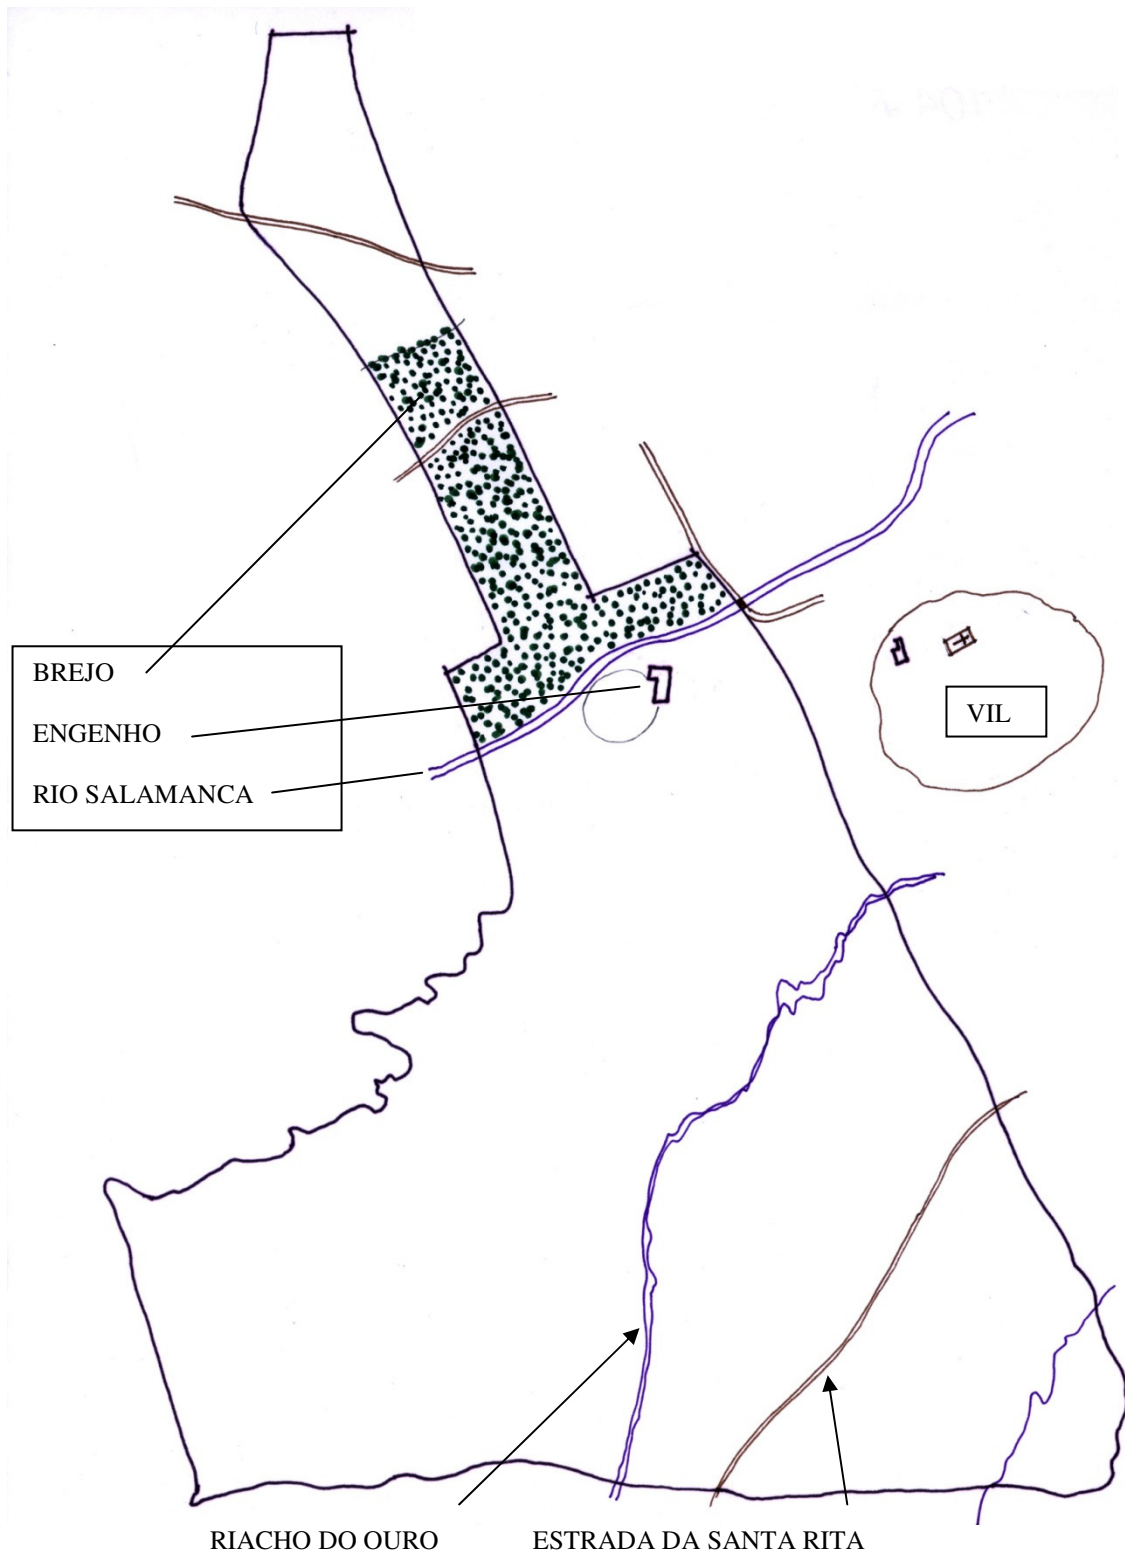 BREJO
ENGENHO
RIO SALAMANCA
VIL
RIACHO DO OURO
ESTRADA DA SANTA RITA